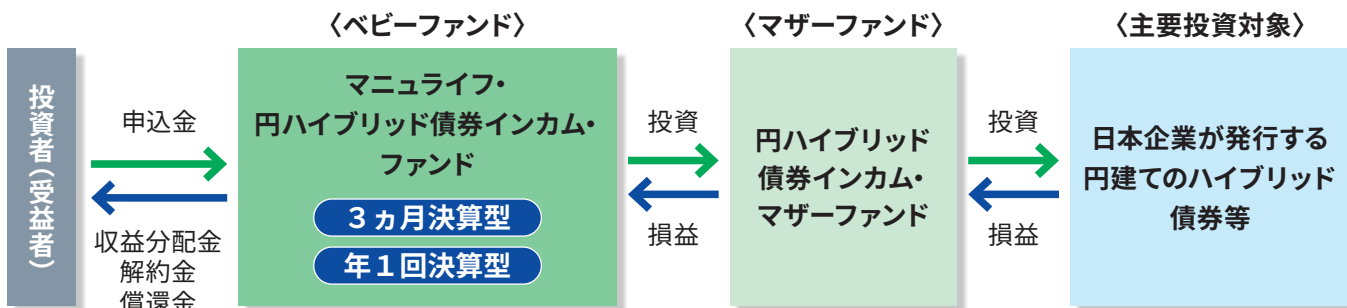 〈ベビーファンド〉
〈マザーファンド〉
〈主要投資対象〉
投資者（受益者）
申込金
収益分配金
解約金
償還金
マニュライフ・
円ハイブリッド債券インカム・
ファンド
３ヵ月決算型
年１回決算型
投資
損益
円ハイブリッド
債券インカム・
マザーファンド
投資
損益
日本企業が発行する
円建てのハイブリッド
債券等